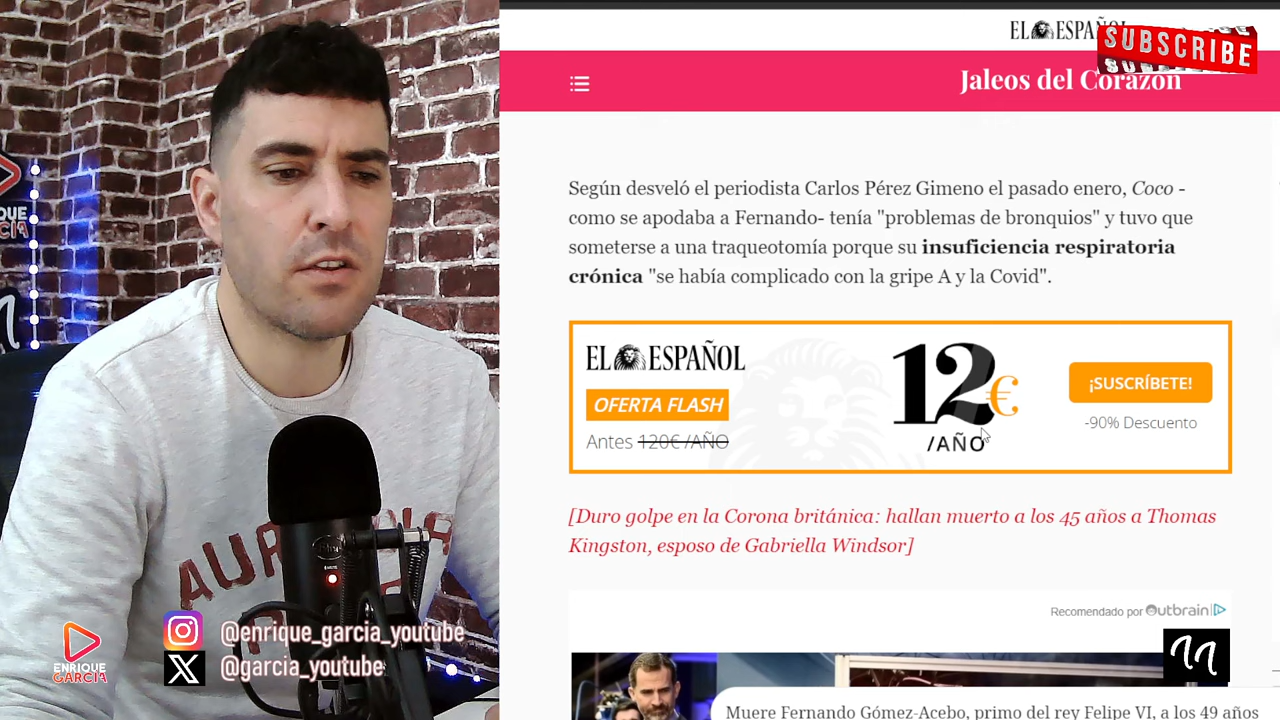 EL ESPAÑOL
SUBSCRIBE
Jaleos del Corazón
Según desveló el periodista Carlos Pérez Gimeno el pasado enero, Coco -
como se apodaba a Fernando- tenía "problemas de bronquios" y tuvo que
someterse a una traqueotomía porque su insuficiencia respiratoria
crónica "se había complicado con la gripe A y la Covid".
EL ESPAÑOL
OFERTA FLASH
Antes 120€ /AÑO
12€
/AÑO
¡SUSCRÍBETE!
-90% Descuento
[Duro golpe en la Corona británica: hallan muerto a los 45 años a Thomas
Kingston, esposo de Gabriella Windsor]
Recomendado por Outbrain
Muere Fernando Gómez-Acebo, primo del rey Felipe VI, a los 49 años
ENRIQUE
GARCIA
@enrique_garcia_youtube
@garcia_youtube